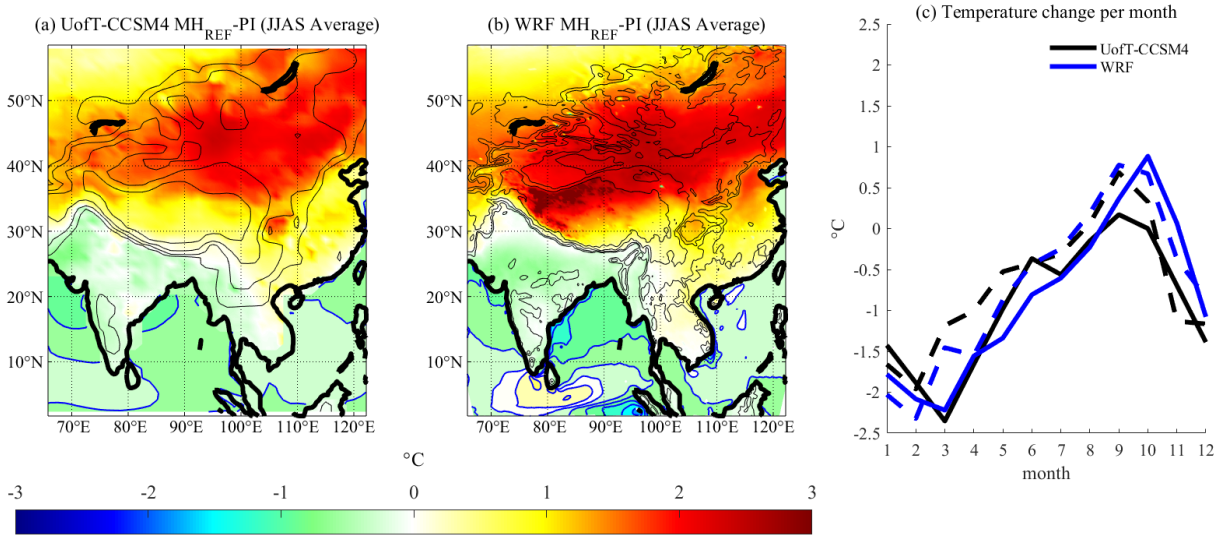 (a) UofT-CCSM4 MH_REF-PI (JJAS Average)
50°N
40°N
30°N
20°N
10°N
70°E 80°E 90°E 100°E 110°E 120°E
(b) WRF MH_REF-PI (JJAS Average)
50°N
40°N
30°N
20°N
10°N
70°E 80°E 90°E 100°E 110°E 120°E
°C
-3 -2 -1 0 1 2 3
(c) Temperature change per month
UofT-CCSM4
WRF
2.5
2
1.5
1
0.5
0
-0.5
-1
-1.5
-2
-2.5
°C
1 2 3 4 5 6 7 8 9 10 11 12
month